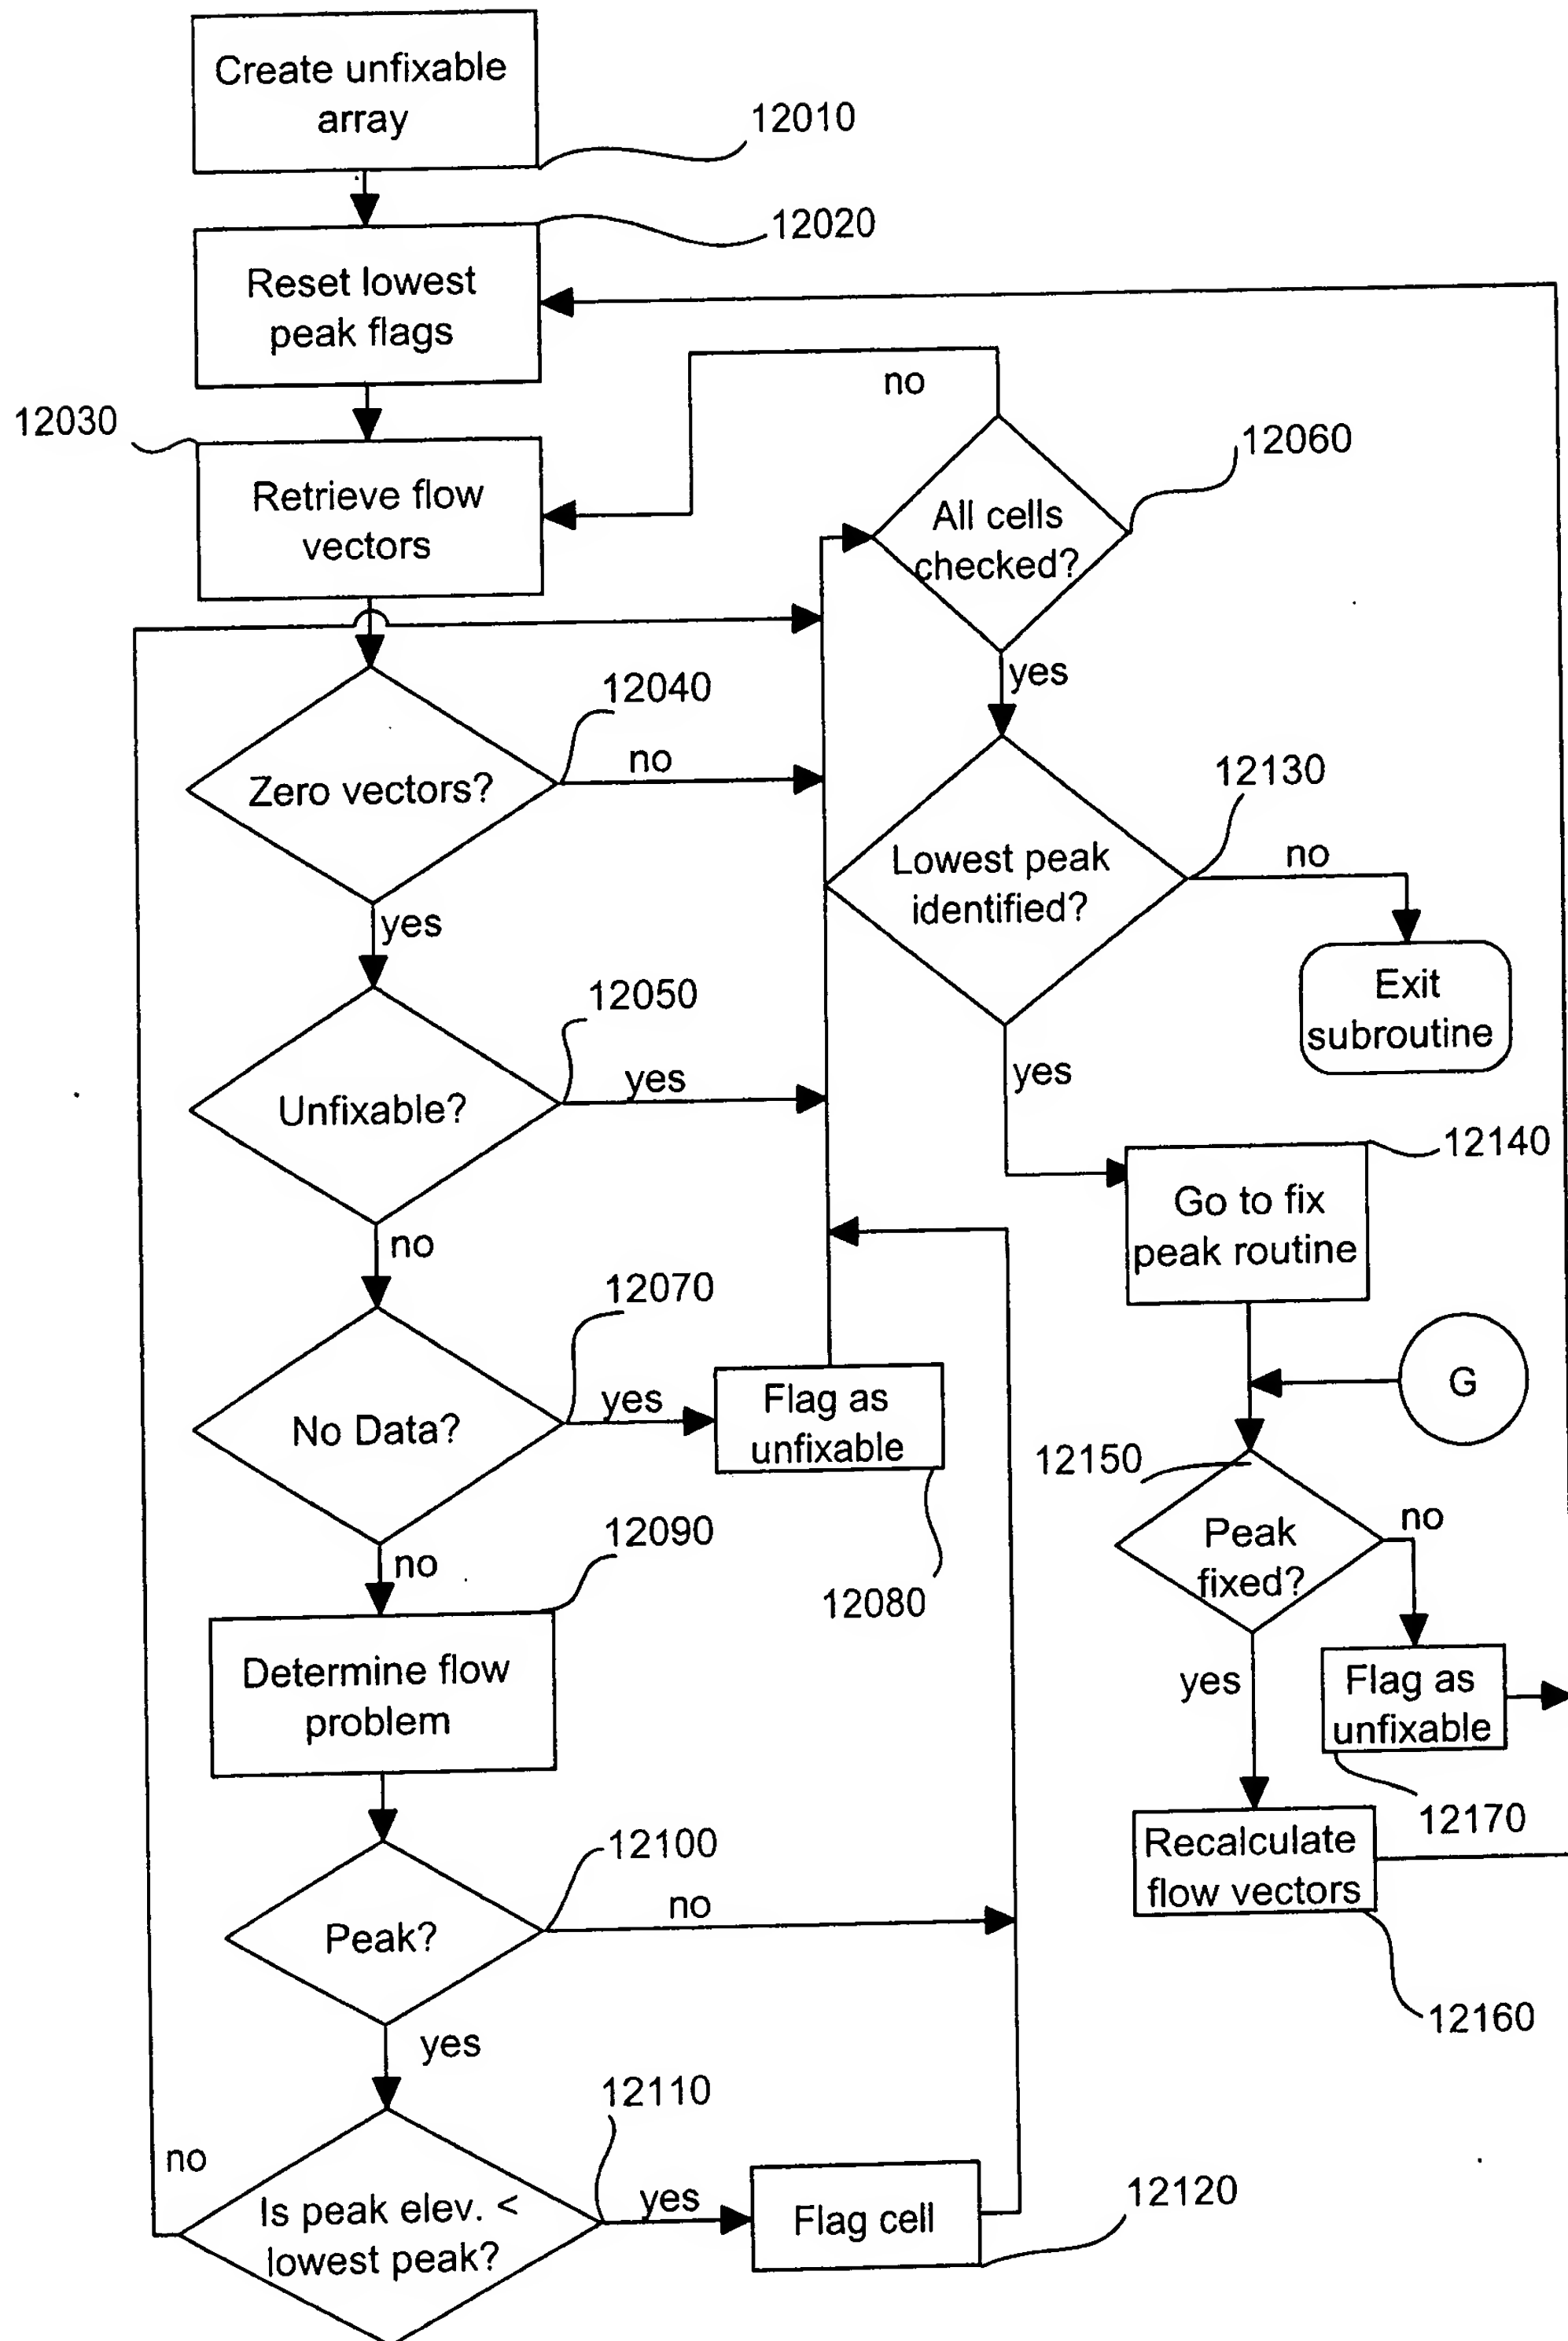 Create unfixable
array
12010
12020
Reset lowest
peak flags
12030
Retrieve flow
vectors
no
12060
All cells
checked?
yes
12040
Zero vectors?
no
yes
12130
Lowest peak
identified?
no
Exit
subroutine
yes
12050
Unfixable?
yes
no
12140
Go to fix
peak routine
12070
No Data?
yes
Flag as
unfixable
12080
no
G
12150
Peak
fixed?
no
yes
Flag as
unfixable
12170
12090
Determine flow
problem
Recalculate
flow vectors
12160
12100
Peak?
no
yes
12110
no
Is peak elev. <
lowest peak?
yes
Flag cell
12120